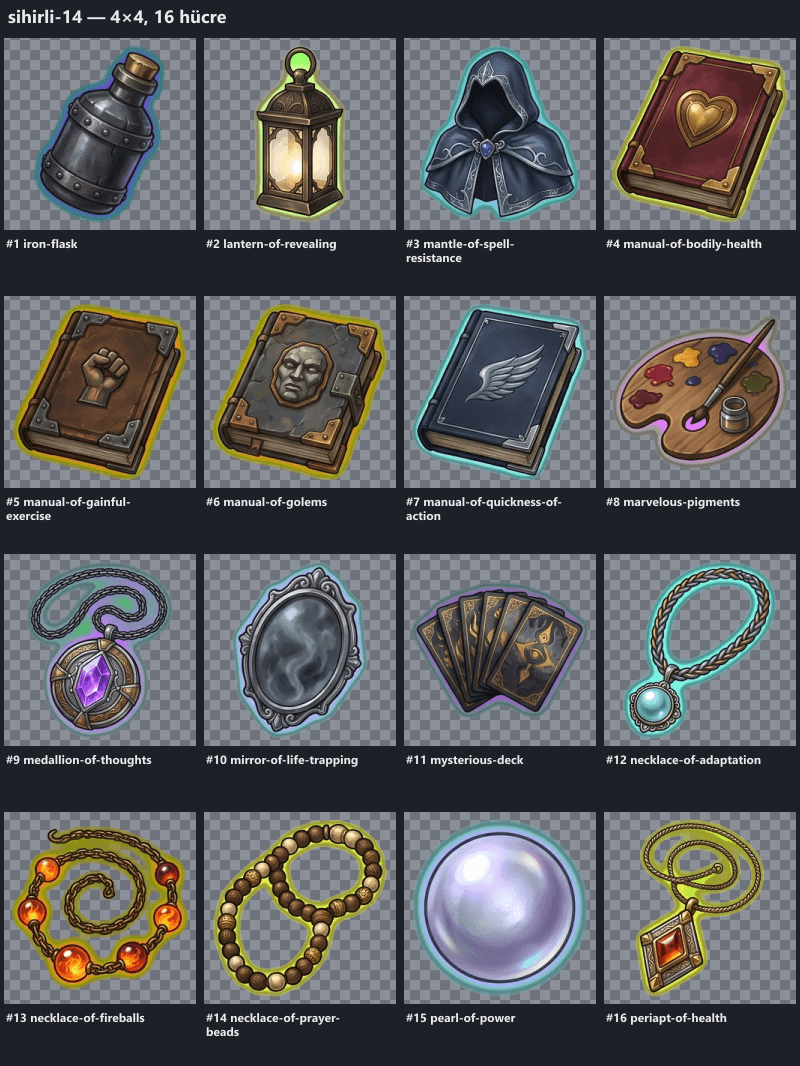 sihirli-14 — 4×4, 16 hücre
#1 iron-flask
#2 lantern-of-revealing
#3 mantle-of-spell-
resistance
#4 manual-of-bodily-health
#5 manual-of-gainful-
exercise
#6 manual-of-golems
#7 manual-of-quickness-of-
action
#8 marvelous-pigments
#9 medallion-of-thoughts
#10 mirror-of-life-trapping
#11 mysterious-deck
#12 necklace-of-adaptation
#13 necklace-of-fireballs
#14 necklace-of-prayer-
beads
#15 pearl-of-power
#16 periapt-of-health